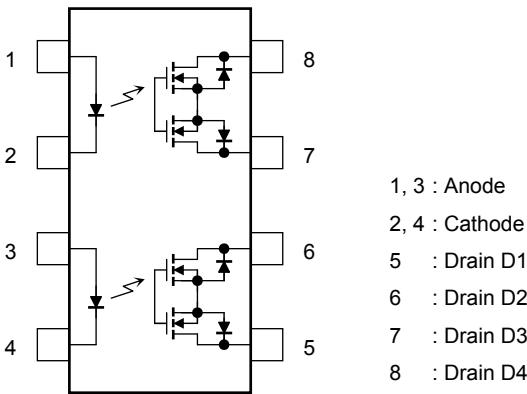 1
8
2
7
3
6
4
5
1, 3 : Anode
2, 4 : Cathode
5 : Drain D1
6 : Drain D2
7 : Drain D3
8 : Drain D4